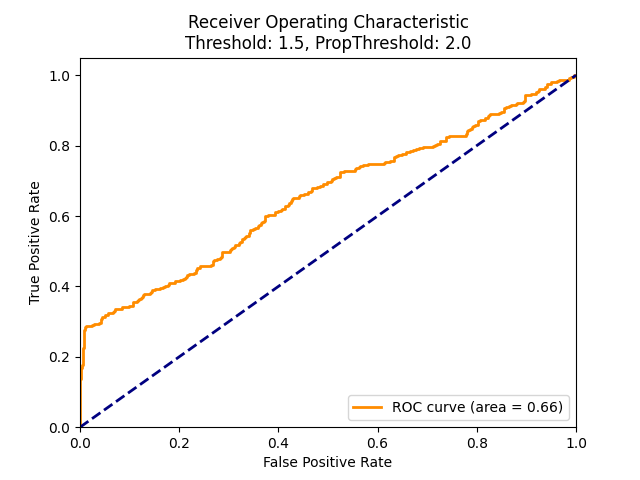 Receiver Operating Characteristic
Threshold: 1.5, PropThreshold: 2.0
True Positive Rate
1.0
0.8
0.6
0.4
0.2
0.0
ROC curve (area = 0.66)
0.0 0.2 0.4 0.6 0.8 1.0
False Positive Rate